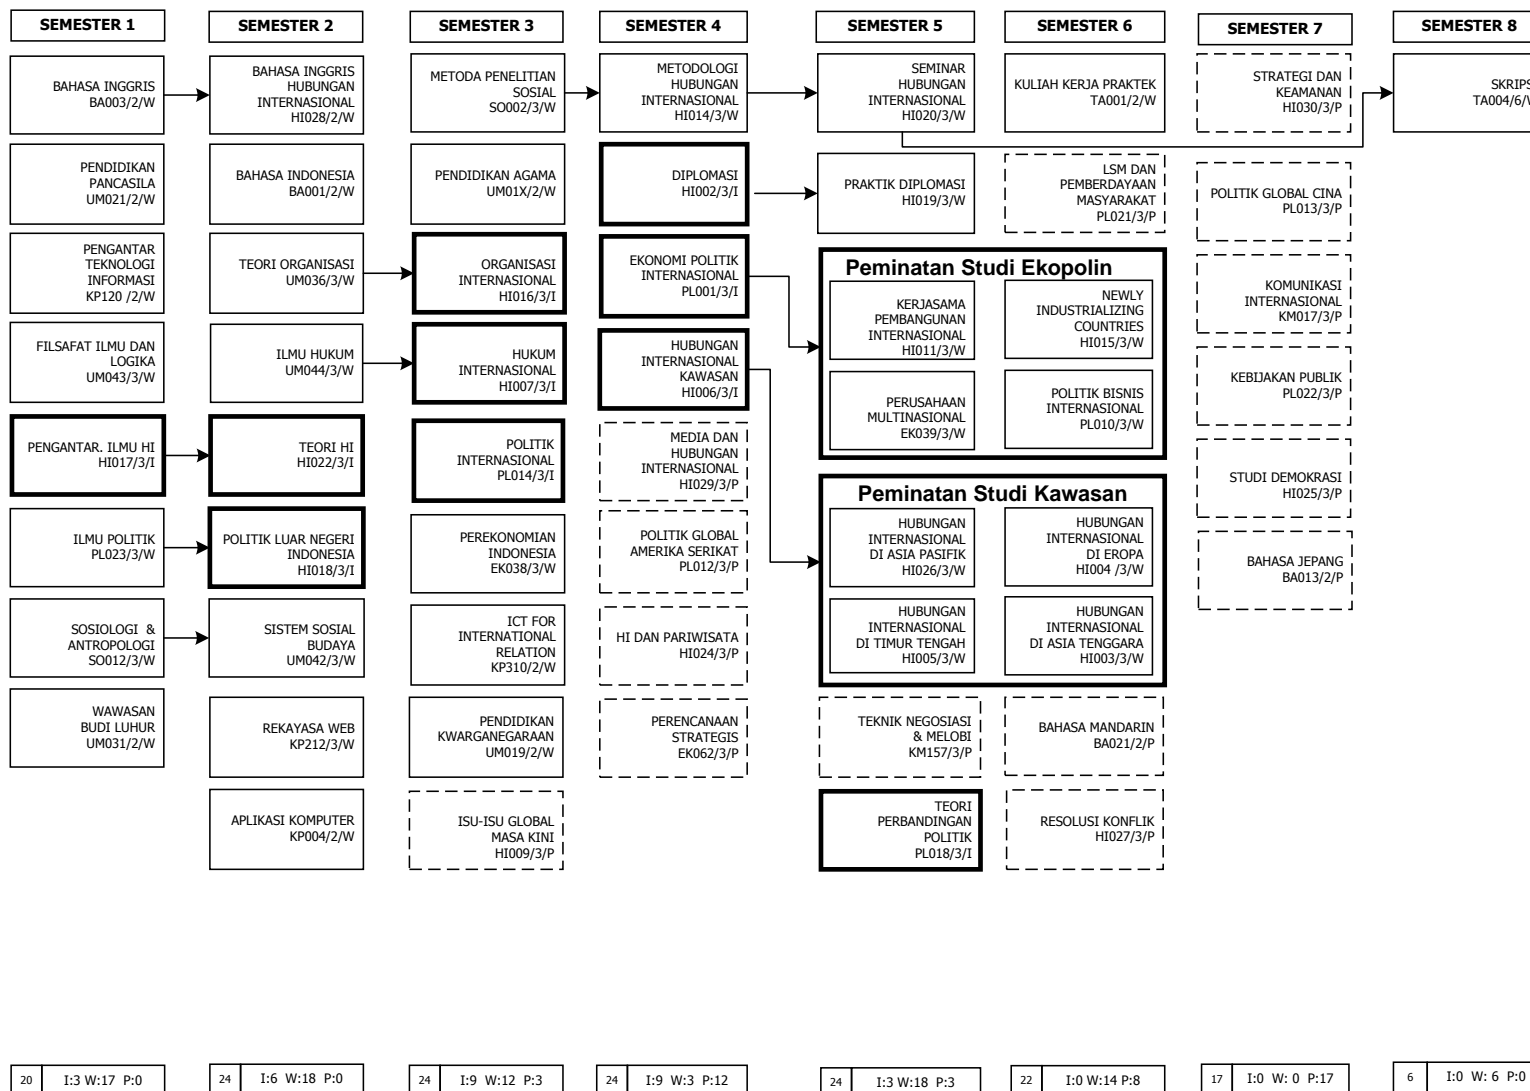 SEMESTER 1
BAHASA INGGRIS
BA003/2/W
PENDIDIKAN
PANCASILA
UM021/2/W
PENGANTAR
TEKNOLOGI
INFORMASI
KP120 /2/W
FILSAFAT ILMU DAN
LOGIKA
UM043/3/W
PENGANTAR. ILMU HI
HI017/3/I
ILMU POLITIK
PL023/3/W
SOSIOLOGI &
ANTROPOLOGI
SO012/3/W
WAWASAN
BUDI LUHUR
UM031/2/W
20 I:3 W:17 P:0
SEMESTER 2
BAHASA INGGRIS
HUBUNGAN
INTERNASIONAL
HI028/2/W
BAHASA INDONESIA
BA001/2/W
TEORI ORGANISASI
UM036/3/W
ILMU HUKUM
UM044/3/W
TEORI HI
HI022/3/I
POLITIK LUAR NEGERI
INDONESIA
HI018/3/I
SISTEM SOSIAL
BUDAYA
UM042/3/W
REKAYASA WEB
KP212/3/W
APLIKASI KOMPUTER
KP004/2/W
24 I:6 W:18 P:0
SEMESTER 3
METODA PENELITIAN
SOSIAL
SO002/3/W
PENDIDIKAN AGAMA
UM01X/2/W
ORGANISASI
INTERNASIONAL
HI016/3/I
HUKUM
INTERNASIONAL
HI007/3/I
POLITIK
INTERNASIONAL
PL014/3/I
PEREKONOMIAN
INDONESIA
EK038/3/W
ICT FOR
INTERNATIONAL
RELATION
KP310/2/W
PENDIDIKAN
KWARGANEGARAAN
UM019/2/W
ISU-ISU GLOBAL
MASA KINI
HI009/3/P
24 I:9 W:12 P:3
SEMESTER 4
METODOLOGI
HUBUNGAN
INTERNASIONAL
HI014/3/W
DIPLOMASI
HI002/3/I
EKONOMI POLITIK
INTERNASIONAL
PL001/3/I
HUBUNGAN
INTERNASIONAL
KAWASAN
HI006/3/I
MEDIA DAN
HUBUNGAN
INTERNASIONAL
HI029/3/P
POLITIK GLOBAL
AMERIKA SERIKAT
PL012/3/P
HI DAN PARIWISATA
HI024/3/P
PERENCANAAN
STRATEGIS
EK062/3/P
24 I:9 W:3 P:12
SEMESTER 5
SEMINAR
HUBUNGAN
INTERNASIONAL
HI020/3/W
PRAKTIK DIPLOMASI
HI019/3/W
SEMESTER 6
KULIAH KERJA PRAKTEK
TA001/2/W
LSM DAN
PEMBERDAYAAN
MASYARAKAT
PL021/3/P
Peminatan Studi Ekopolin
KERJASAMA
PEMBANGUNAN
INTERNASIONAL
HI011/3/W
NEWLY
INDUSTRIALIZING
COUNTRIES
HI015/3/W
PERUSAHAAN
MULTINASIONAL
EK039/3/W
POLITIK BISNIS
INTERNASIONAL
PL010/3/W
Peminatan Studi Kawasan
HUBUNGAN
INTERNASIONAL
DI ASIA PASIFIK
HI026/3/W
HUBUNGAN
INTERNASIONAL
DI EROPA
HI004 /3/W
HUBUNGAN
INTERNASIONAL
DI TIMUR TENGAH
HI005/3/W
HUBUNGAN
INTERNASIONAL
DI ASIA TENGGARA
HI003/3/W
TEKNIK NEGOSIASI
& MELOBI
KM157/3/P
BAHASA MANDARIN
BA021/2/P
TEORI
PERBANDINGAN
POLITIK
PL018/3/I
RESOLUSI KONFLIK
HI027/3/P
24 I:3 W:18 P:3
22 I:0 W:14 P:8
SEMESTER 7
STRATEGI DAN
KEAMANAN
HI030/3/P
POLITIK GLOBAL CINA
PL013/3/P
KOMUNIKASI
INTERNASIONAL
KM017/3/P
KEBIJAKAN PUBLIK
PL022/3/P
STUDI DEMOKRASI
HI025/3/P
BAHASA JEPANG
BA013/2/P
17 I:0 W: 0 P:17
SEMESTER 8
SKRIPS
TA004/6/W
6 I:0 W: 6 P:0